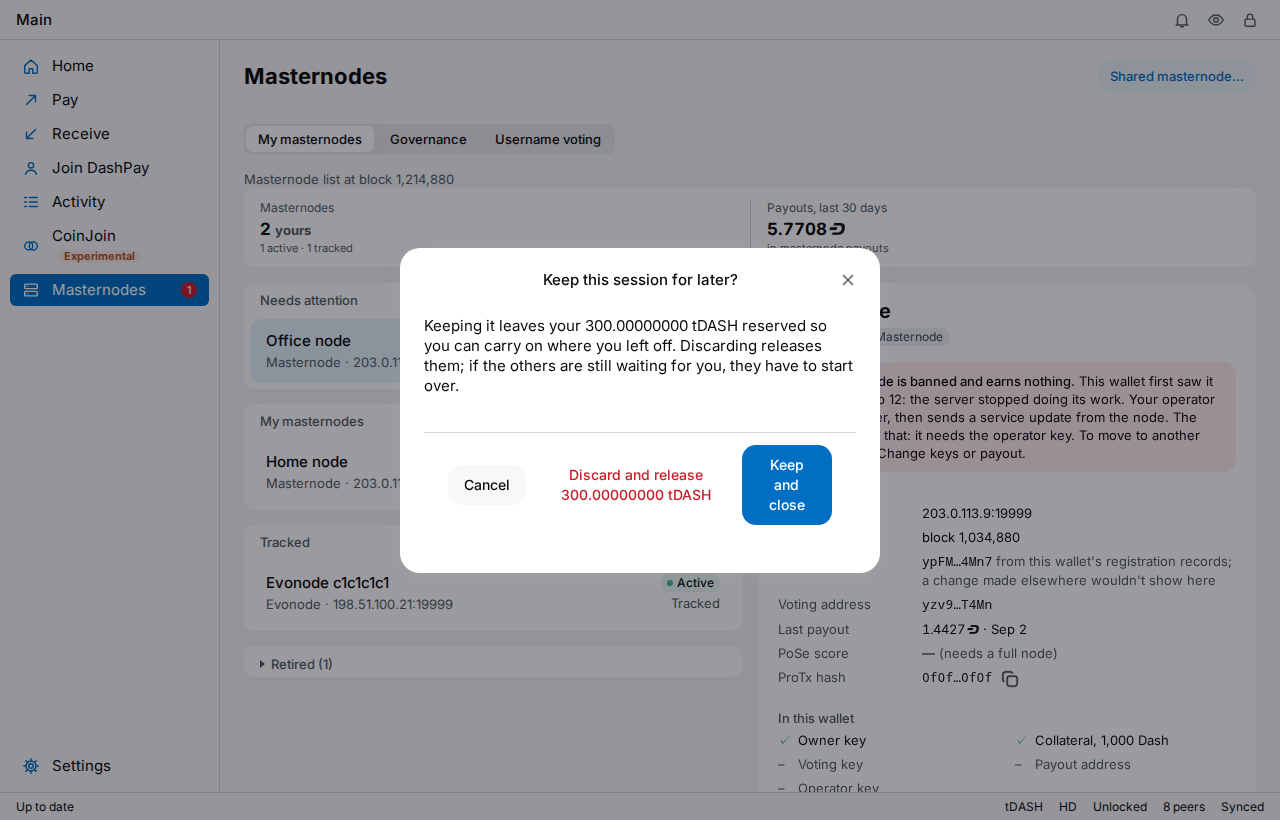 Main
Home
Pay
Receive
Join DashPay
Activity
CoinJoin
Experimental
Masternodes
1
Settings
Masternodes
Shared masternode...
My masternodes
Governance
Username voting
Masternode list at block 1,214,880
Masternodes
2 yours
1 active · 1 tracked
Payouts, last 30 days
5.7708
in masternode payouts
Needs attention
Office node
Masternode · 203.0.11
My masternodes
Home node
Masternode · 203.0.11
Tracked
Evonode c1c1c1c1
Evonode · 198.51.100.21:19999
Active
Tracked
Retired (1)
Masternode
is banned and earns nothing. This wallet first saw it
12: the server stopped doing its work. Your operator
then sends a service update from the node. The
that: it needs the operator key. To move to another
Change keys or payout.
203.0.113.9:19999
block 1,034,880
ypFM…4Mn7 from this wallet's registration records;
a change made elsewhere wouldn't show here
Voting address
yzv9…T4Mn
Last payout
1.4427 · Sep 2
PoSe score
— (needs a full node)
ProTx hash
0f0f…0f0f
In this wallet
✓ Owner key
✓ Collateral, 1,000 Dash
– Voting key
– Payout address
– Operator key
Keep this session for later?
Keeping it leaves your 300.00000000 tDASH reserved so
you can carry on where you left off. Discarding releases
them; if the others are still waiting for you, they have to start
over.
Cancel
Discard and release
300.00000000 tDASH
Keep
and
close
Up to date
tDASH
HD
Unlocked
8 peers
Synced